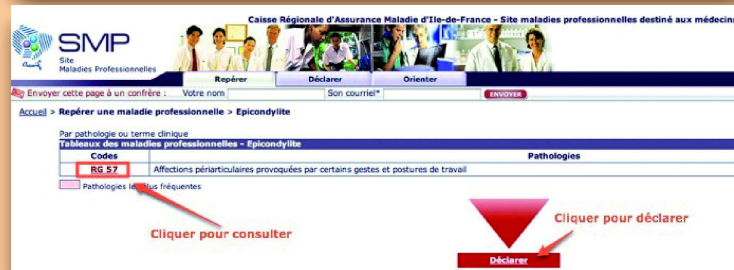 Caisse Régionale d'Assurance Maladie d'Ile-de-France - Site maladies professionnelles destiné aux médecins
SMP
Site
Maladies Professionnelles
Repérer Déclarer Orienter
Envoyer cette page à un confrère : Votre nom Son courriel* ENVOYER
Accueil > Repérer une maladie professionnelle > Epicondylite
Par pathologie ou terme clinique
Tableaux des maladies professionnelles - Epicondylite
Codes Pathologies
RG 57 Affections périarticulaires provoquées par certains gestes et postures de travail
Pathologies les plus fréquentes
Cliquer pour déclarer
Cliquer pour consulter
Déclarer